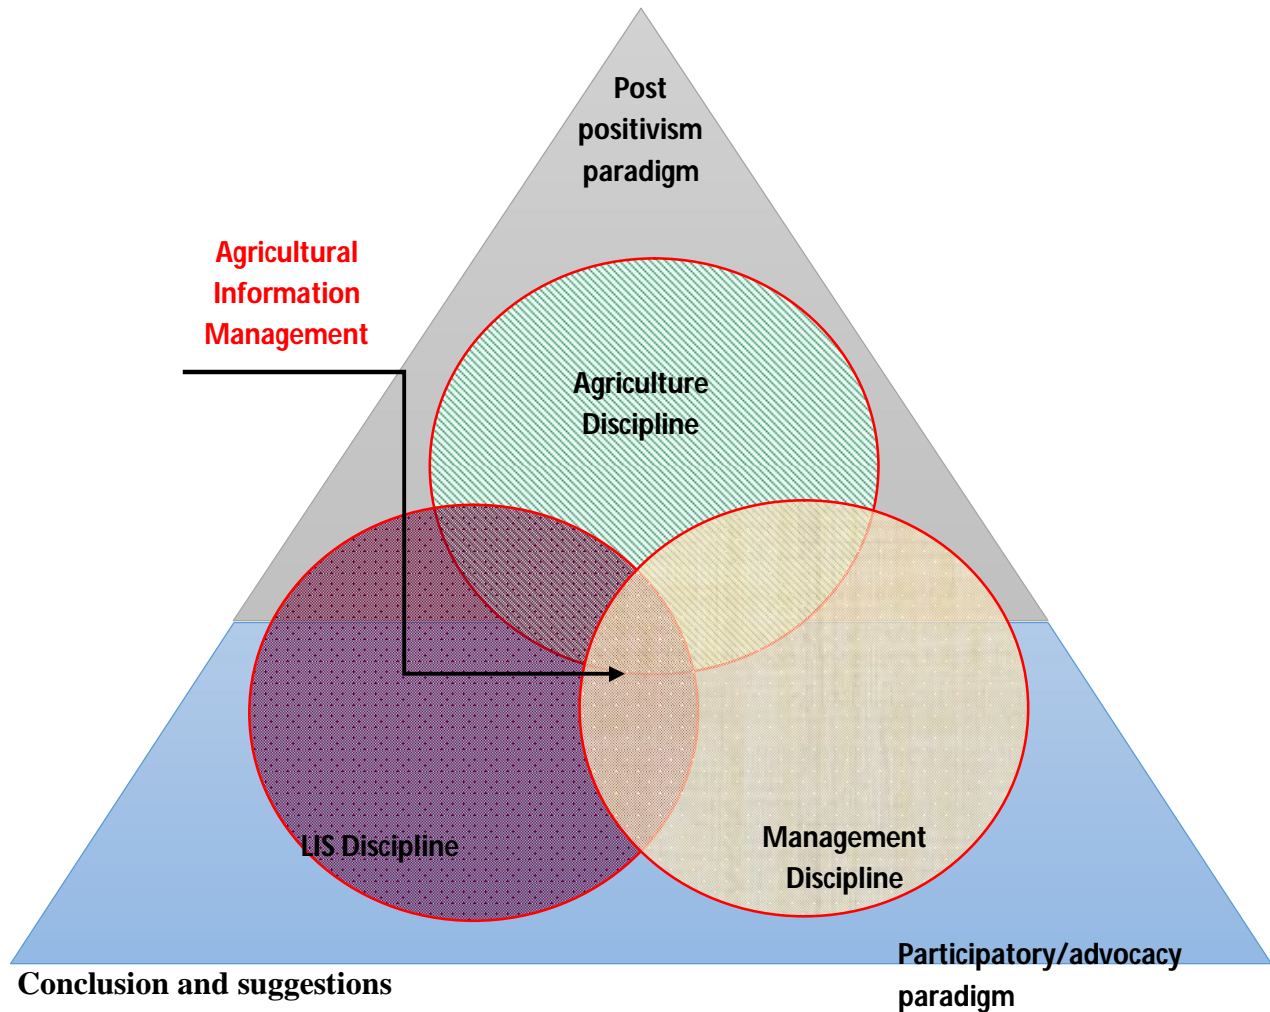 Post
positivism
paradigm
Agricultural
Information
Management
Agriculture
Discipline
LIS Discipline
Management
Discipline
Participatory/advocacy
paradigm
Conclusion and suggestions